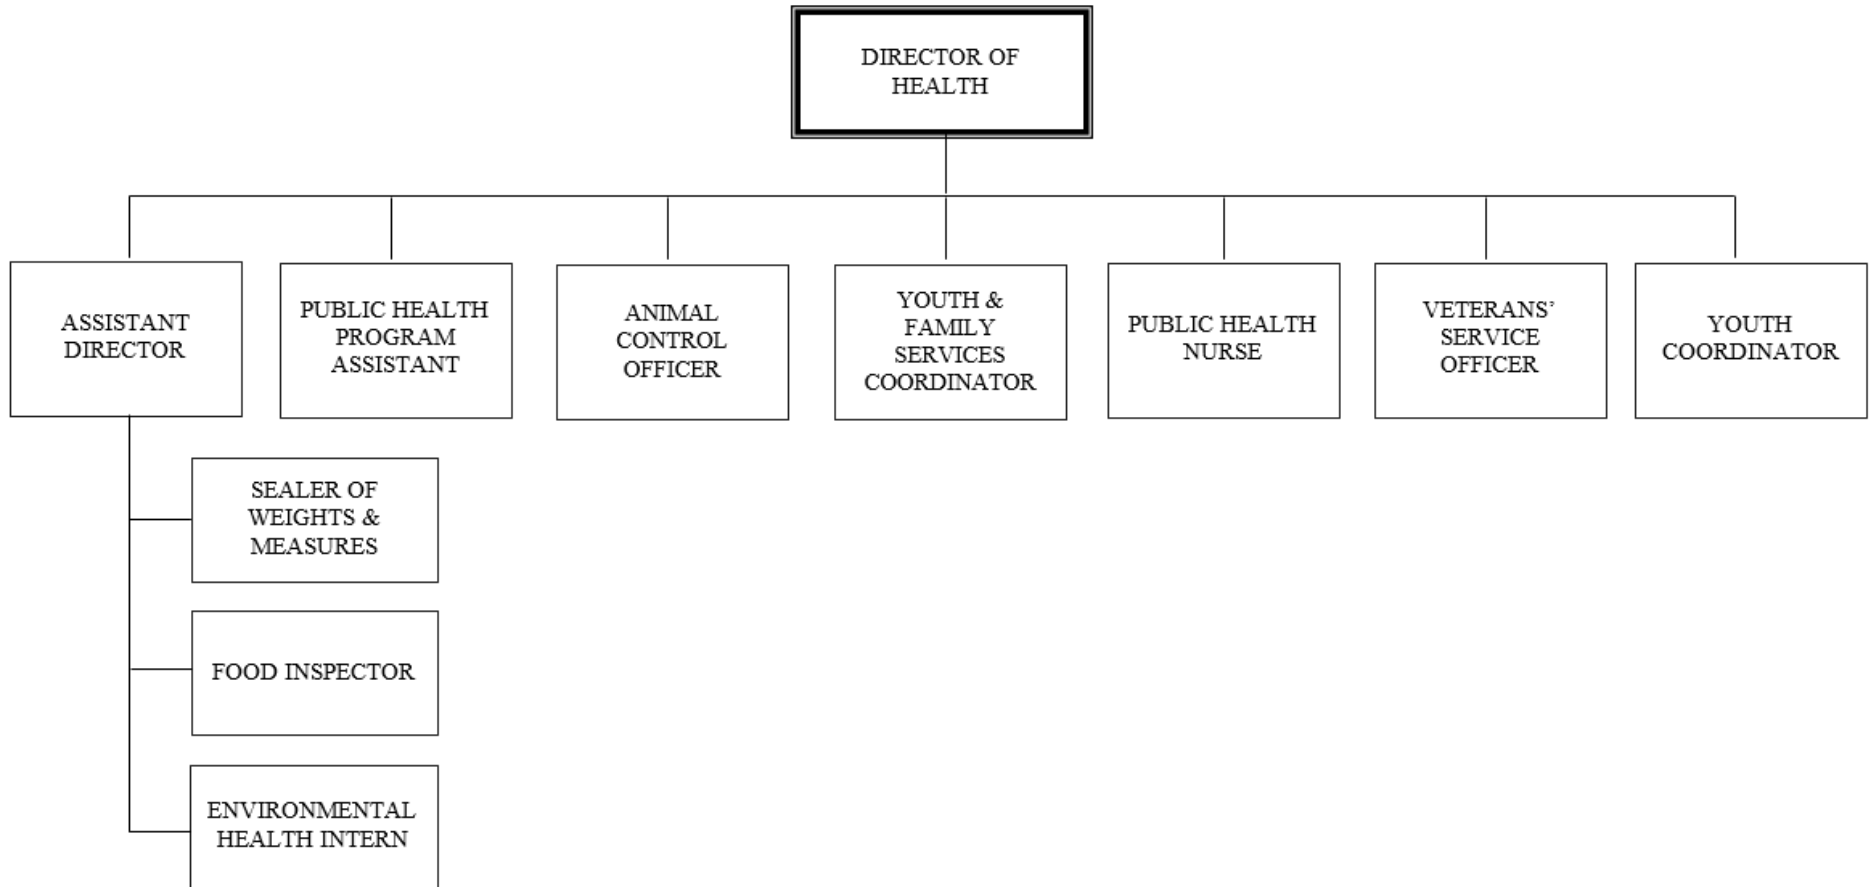 DIRECTOR OF
HEALTH
ASSISTANT
DIRECTOR
PUBLIC HEALTH
PROGRAM
ASSISTANT
ANIMAL
CONTROL
OFFICER
YOUTH &
FAMILY
SERVICES
COORDINATOR
PUBLIC HEALTH
NURSE
VETERANS’
SERVICE
OFFICER
YOUTH
COORDINATOR
SEALER OF
WEIGHTS &
MEASURES
FOOD INSPECTOR
ENVIRONMENTAL
HEALTH INTERN